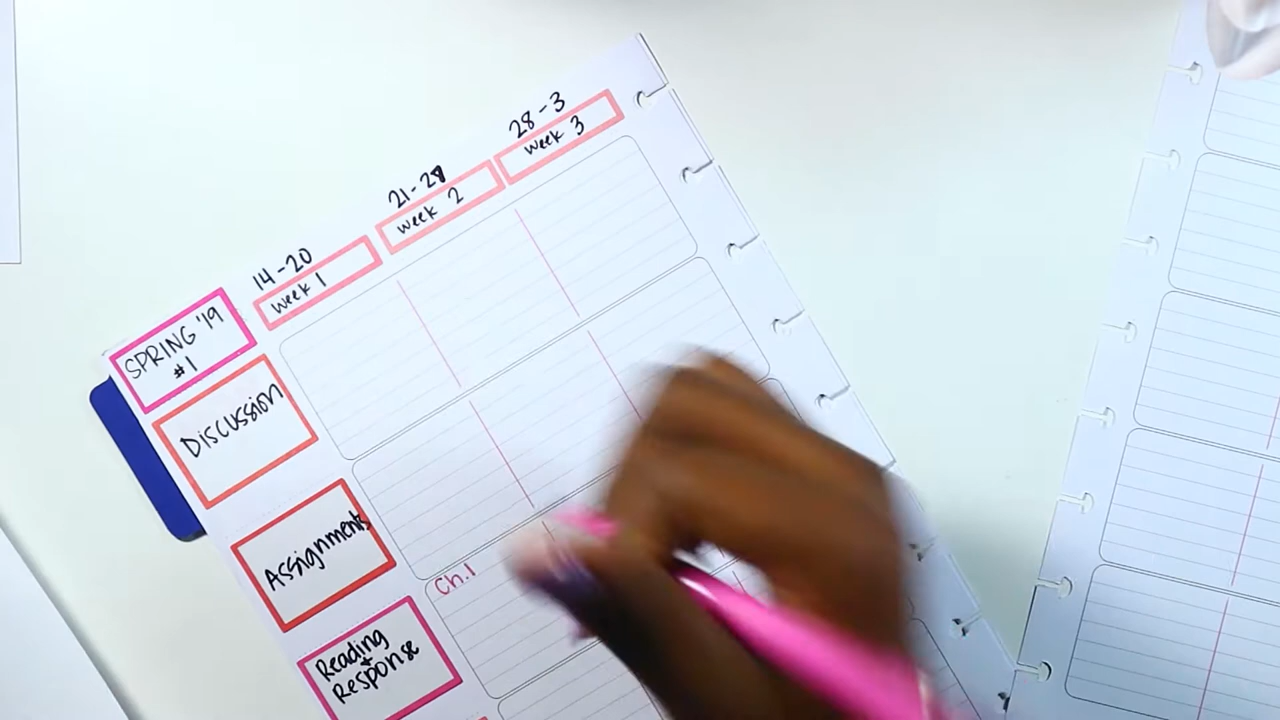 14-20
21-28
28-3
week 1
week 2
week 3
SPRING '19
#1
Discussion
Assignments
Reading
+
Response
Ch.1